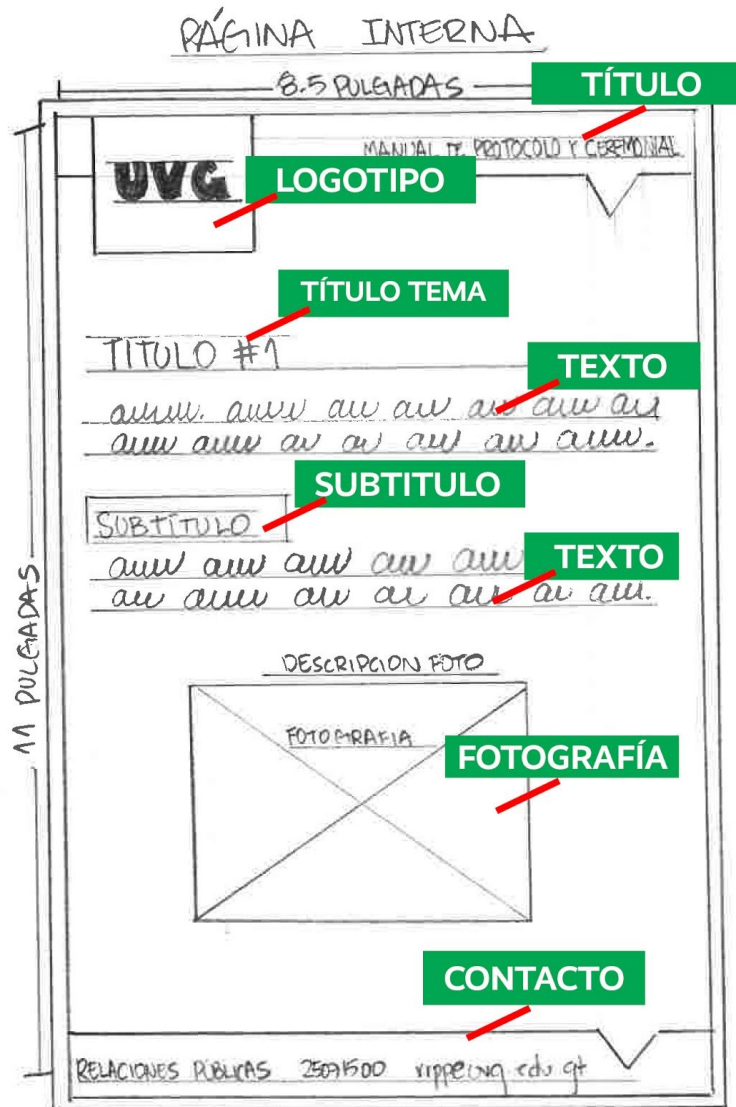 PÁGINA INTERNA
8.5 PULGADAS
TÍTULO
MANUAL DE PROTOCOLO Y CEREMONIAL
UVG
LOGOTIPO
TÍTULO TEMA
TITULO #1
TEXTO
SUBTITULO
SUBTÍTULO
TEXTO
11 PULGADAS
DESCRIPCION FOTO
FOTOGRAFIA
FOTOGRAFÍA
CONTACTO
RELACIONES PUBLICAS 25071500